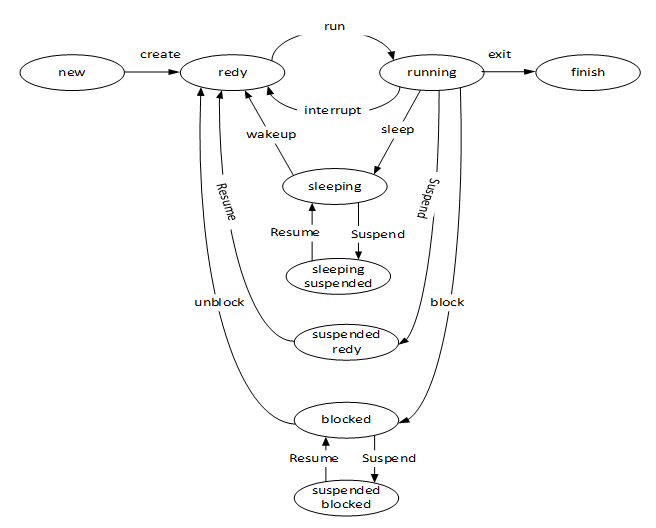 run
create
exit
new
redy
running
finish
interrupt
wakeup
sleep
sleeping
Resume
Suspend
Resume
Suspend
sleeping
suspended
unblock
block
suspended
redy
blocked
Resume
Suspend
suspended
blocked